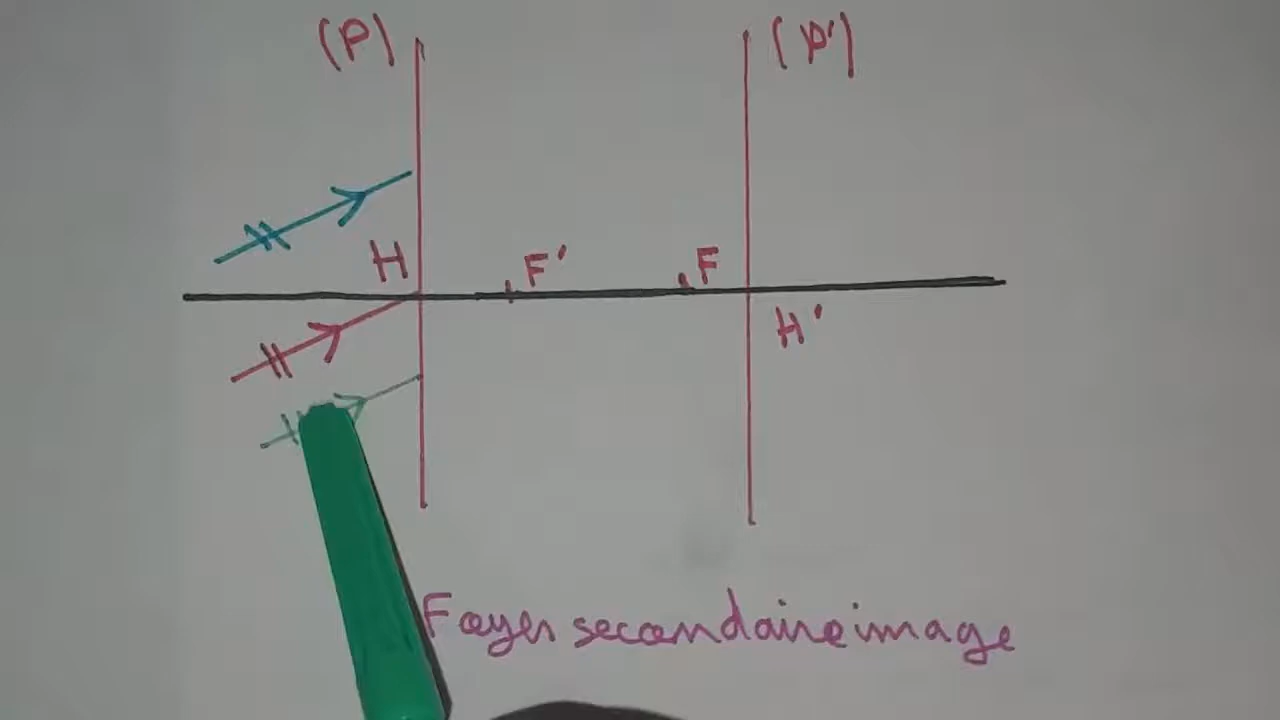 (P) (P')
H F' F
H'
Foyer secondaire image